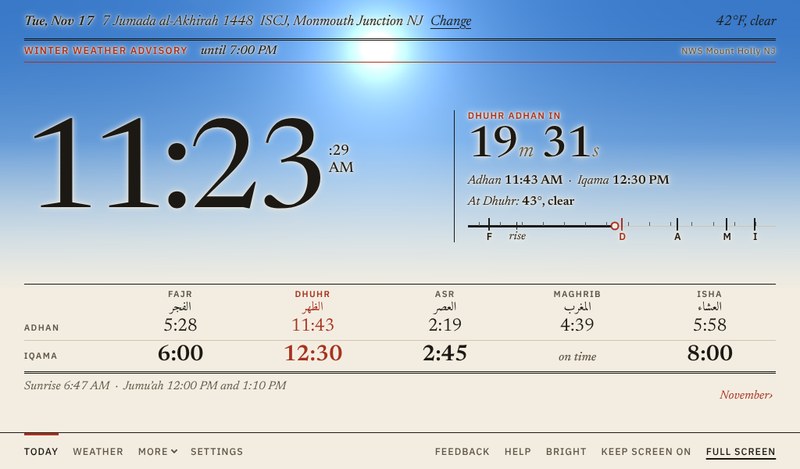 Tue, Nov 17 7 Jumada al-Akhirah 1448 ISCJ, Monmouth Junction NJ Change 42°F, clear
WINTER WEATHER ADVISORY until 7:00 PM NWS Mount Holly NJ
11:23 :29 AM
DHUHR ADHAN IN
19m 31s
Adhan 11:43 AM · Iqama 12:30 PM
At Dhuhr: 43°, clear
F rise D A M I
FAJR DHUHR ASR MAGHRIB ISHA
الفجر الظهر العصر المغرب العشاء
ADHAN 5:28 11:43 2:19 4:39 5:58
IQAMA 6:00 12:30 2:45 on time 8:00
Sunrise 6:47 AM · Jumu'ah 12:00 PM and 1:10 PM
November›
TODAY WEATHER MORE SETTINGS FEEDBACK HELP BRIGHT KEEP SCREEN ON FULL SCREEN